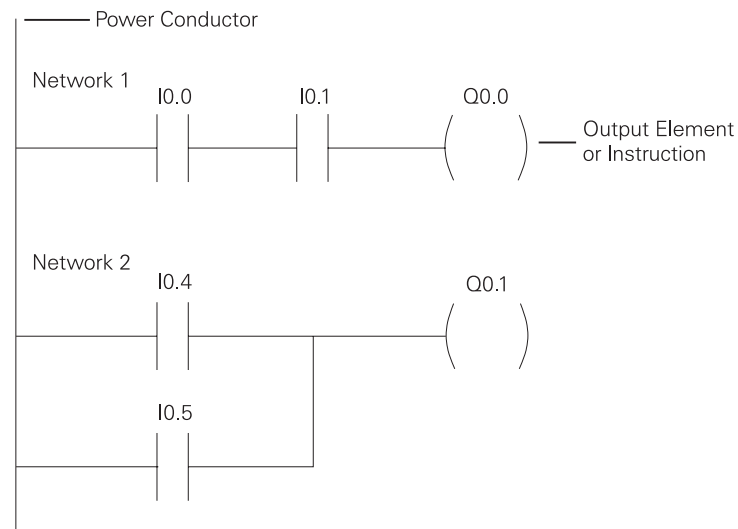 Power Conductor
Network 1
I0.0
I0.1
Q0.0
Output Element
or Instruction
Network 2
I0.4
Q0.1
I0.5